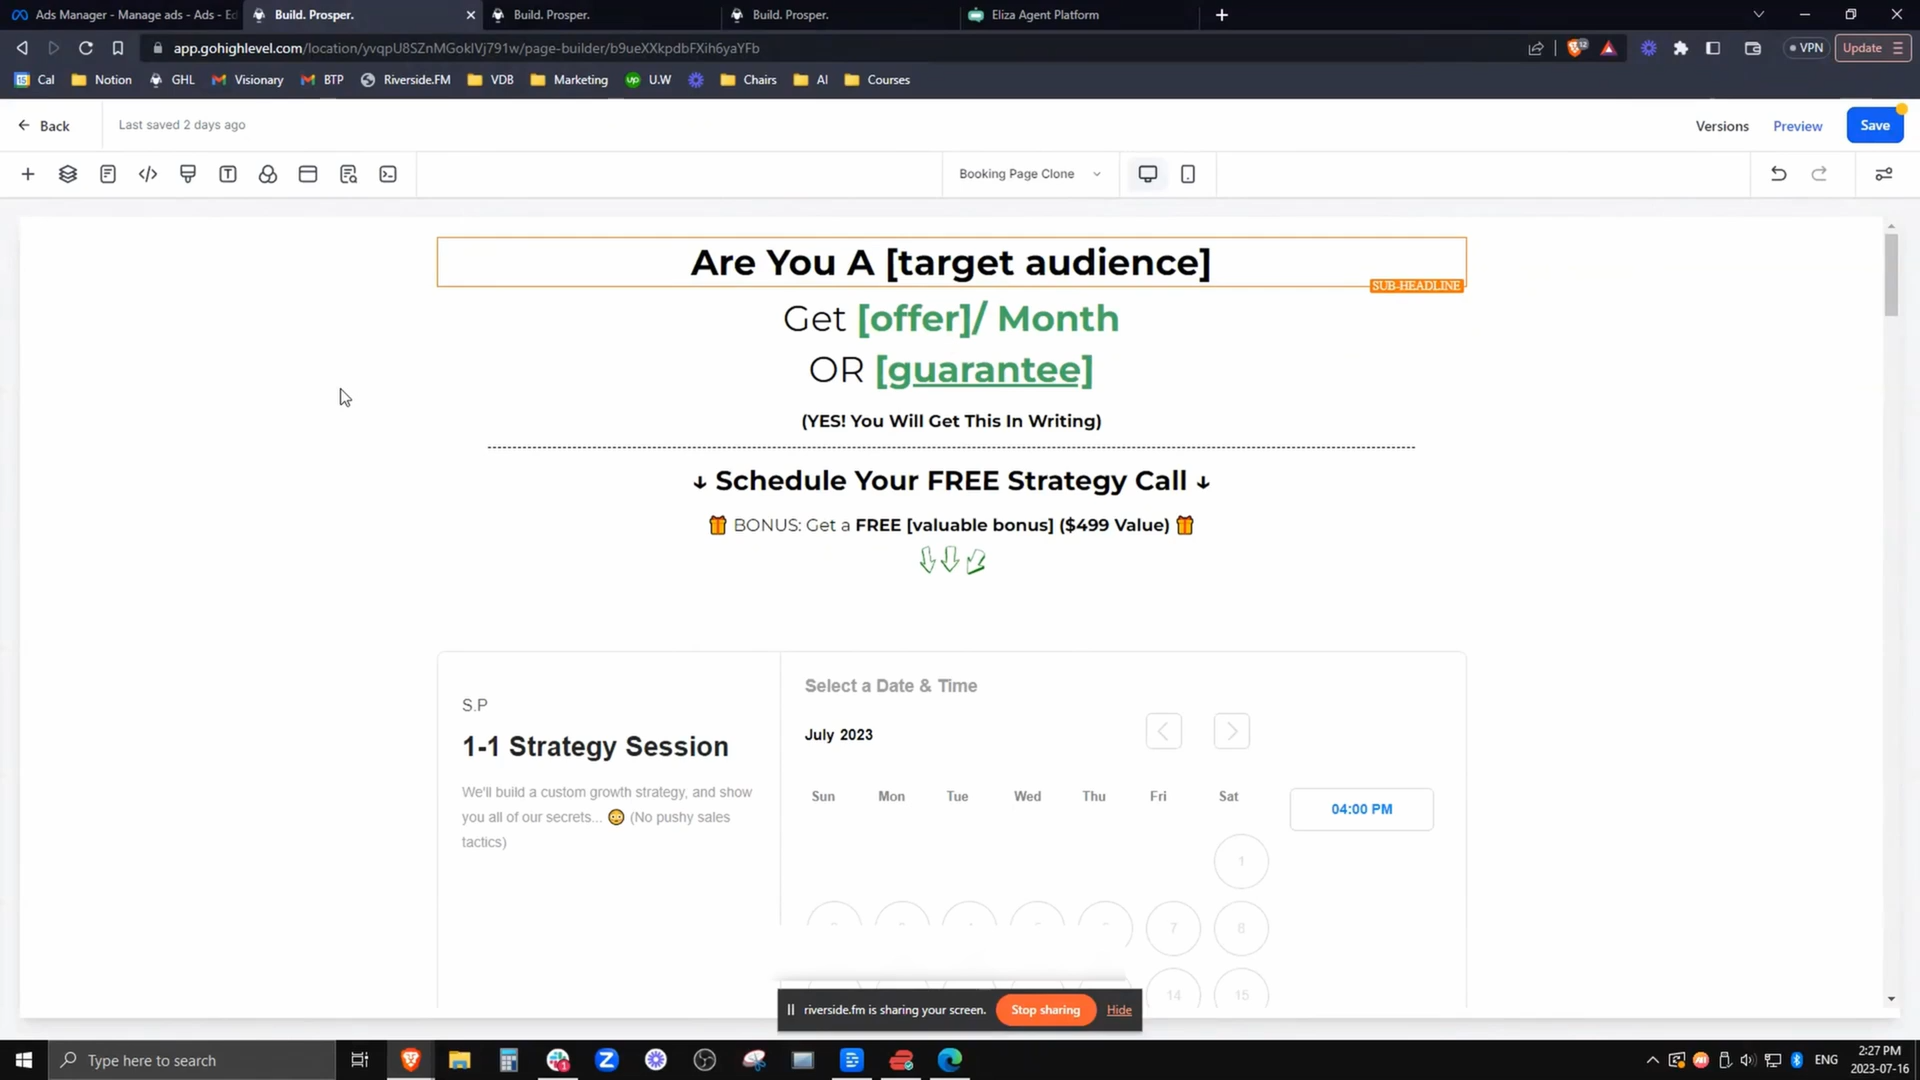 Ads Manager - Manage ads - Ads - Ed
Build. Prosper.
Build. Prosper.
Build. Prosper.
Eliza Agent Platform
app.gohighlevel.com/location/yvqpU8SZnMGoklVj791w/page-builder/b9ueXXkpdbFXih6yaYFb
12
VPN
Update
Cal
Notion
GHL
Visionary
BTP
Riverside.FM
VDB
Marketing
U.W
Chairs
AI
Courses
Back
Last saved 2 days ago
Versions
Preview
Save
Booking Page Clone
Are You A [target audience]
SUB-HEADLINE
Get [offer]/ Month
OR [guarantee]
(YES! You Will Get This In Writing)
↓ Schedule Your FREE Strategy Call ↓
🎁 BONUS: Get a FREE [valuable bonus] ($499 Value) 🎁
S.P
1-1 Strategy Session
We'll build a custom growth strategy, and show
you all of our secrets... 😳 (No pushy sales
tactics)
Select a Date & Time
July 2023
Sun Mon Tue Wed Thu Fri Sat
04:00 PM
1
7 8
14 15
riverside.fm is sharing your screen.
Stop sharing
Hide
Type here to search
ENG
2:27 PM
2023-07-16